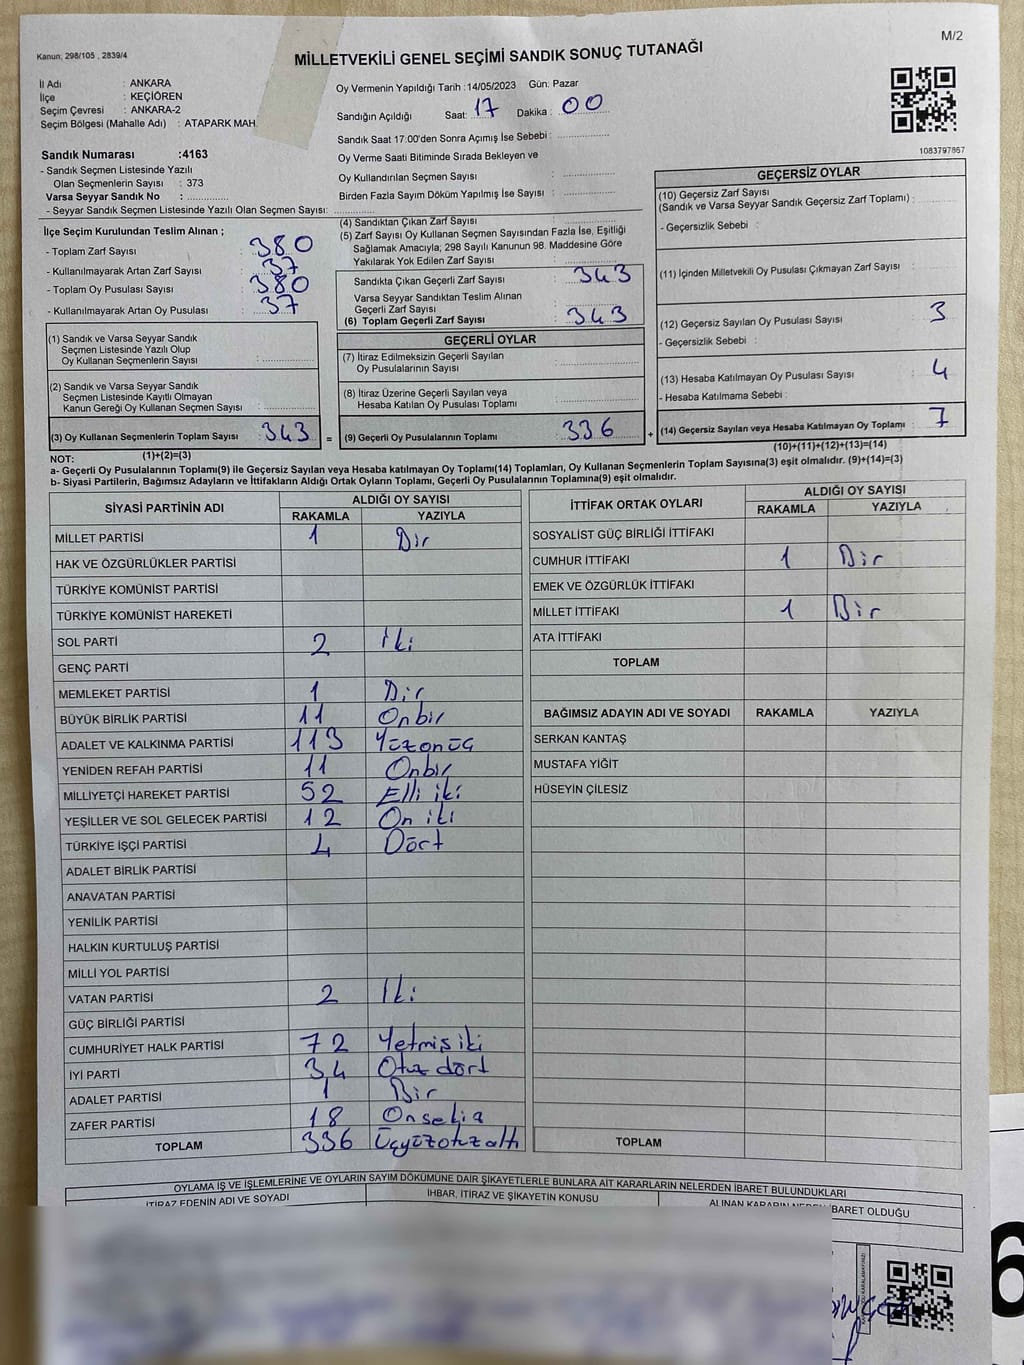 M/2
Kanun; 298/105 , 2839/4
MİLLETVEKİLİ GENEL SEÇİMİ SANDIK SONUÇ TUTANAĞI
İl Adı : ANKARA
İlçe : KEÇİÖREN
Seçim Çevresi : ANKARA-2
Seçim Bölgesi (Mahalle Adı) : ATAPARK MAH.
Sandık Numarası :4163
- Sandık Seçmen Listesinde Yazılı
Olan Seçmenlerin Sayısı : 373
Varsa Seyyar Sandık No :
- Seyyar Sandık Seçmen Listesinde Yazılı Olan Seçmen Sayısı:
Oy Vermenin Yapıldığı Tarih :14/05/2023 Gün: Pazar
Sandığın Açıldığı Saat: 17 Dakika : 00
Sandık Saat 17:00'den Sonra Açımış İse Sebebi :
Oy Verme Saati Bitiminde Sırada Bekleyen ve
Oy Kullandırılan Seçmen Sayısı :
Birden Fazla Sayım Döküm Yapılmış İse Sayısı :
1083797867
İlçe Seçim Kurulundan Teslim Alınan ;
- Toplam Zarf Sayısı : 380
- Kullanılmayarak Artan Zarf Sayısı : 37
- Toplam Oy Pusulası Sayısı : 380
- Kullanılmayarak Artan Oy Pusulası : 37
(1) Sandık ve Varsa Seyyar Sandık
Seçmen Listesinde Yazılı Olup
Oy Kullanan Seçmenlerin Sayısı :
(2) Sandık ve Varsa Seyyar Sandık
Seçmen Listesinde Kayıtlı Olmayan
Kanun Gereği Oy Kullanan Seçmen Sayısı :
(3) Oy Kullanan Seçmenlerin Toplam Sayısı : 343 =
(1)+(2)=(3)
(4) Sandıktan Çıkan Zarf Sayısı :
(5) Zarf Sayısı Oy Kullanan Seçmen Sayısından Fazla İse, Eşitliği
Sağlamak Amacıyla; 298 Sayılı Kanunun 98. Maddesine Göre
Yakılarak Yok Edilen Zarf Sayısı :
Sandıkta Çıkan Geçerli Zarf Sayısı : 343
Varsa Seyyar Sandıktan Teslim Alınan
Geçerli Zarf Sayısı :
(6) Toplam Geçerli Zarf Sayısı : 343
GEÇERLİ OYLAR
(7) İtiraz Edilmeksizin Geçerli Sayılan
Oy Pusulalarının Sayısı :
(8) İtiraz Üzerine Geçerli Sayılan veya
Hesaba Katılan Oy Pusulası Toplamı :
(9) Geçerli Oy Pusulalarının Toplamı : 336 +
GEÇERSİZ OYLAR
(10) Geçersiz Zarf Sayısı
(Sandık ve Varsa Seyyar Sandık Geçersiz Zarf Toplamı) :
- Geçersizlik Sebebi :
(11) İçinden Milletvekili Oy Pusulası Çıkmayan Zarf Sayısı :
(12) Geçersiz Sayılan Oy Pusulası Sayısı : 3
- Geçersizlik Sebebi :
(13) Hesaba Katılmayan Oy Pusulası Sayısı : 4
- Hesaba Katılmama Sebebi :
(14) Geçersiz Sayılan veya Hesaba Katılmayan Oy Toplamı : 7
(10)+(11)+(12)+(13)=(14)
NOT:
a- Geçerli Oy Pusulalarının Toplamı(9) ile Geçersiz Sayılan veya Hesaba katılmayan Oy Toplamı(14) Toplamları, Oy Kullanan Seçmenlerin Toplam Sayısına(3) eşit olmalıdır. (9)+(14)=(3)
b- Siyasi Partilerin, Bağımsız Adayların ve İttifakların Aldığı Ortak Oyların Toplamı, Geçerli Oy Pusulalarının Toplamına(9) eşit olmalıdır.
SİYASİ PARTİNİN ADI ALDIĞI OY SAYISI
RAKAMLA YAZIYLA
MİLLET PARTİSİ 1 Bir
HAK VE ÖZGÜRLÜKLER PARTİSİ
TÜRKİYE KOMÜNİST PARTİSİ
TÜRKİYE KOMÜNİST HAREKETİ
SOL PARTİ 2 İki
GENÇ PARTİ
MEMLEKET PARTİSİ 1 Bir
BÜYÜK BİRLİK PARTİSİ 11 Onbir
ADALET VE KALKINMA PARTİSİ 113 Yüzonüç
YENİDEN REFAH PARTİSİ 11 Onbir
MİLLİYETÇİ HAREKET PARTİSİ 52 Elli iki
YEŞİLLER VE SOL GELECEK PARTİSİ 12 On iki
TÜRKİYE İŞÇİ PARTİSİ 4 Dört
ADALET BİRLİK PARTİSİ
ANAVATAN PARTİSİ
YENİLİK PARTİSİ
HALKIN KURTULUŞ PARTİSİ
MİLLİ YOL PARTİSİ
VATAN PARTİSİ 2 İki
GÜÇ BİRLİĞİ PARTİSİ
CUMHURİYET HALK PARTİSİ 72 Yetmiş iki
İYİ PARTİ 34 Otuz dört
ADALET PARTİSİ 1 Bir
ZAFER PARTİSİ 18 Onsekiz
TOPLAM 336 Üçyüzotuzaltı
İTTİFAK ORTAK OYLARI ALDIĞI OY SAYISI
RAKAMLA YAZIYLA
SOSYALİST GÜÇ BİRLİĞİ İTTİFAKI
CUMHUR İTTİFAKI 1 Bir
EMEK VE ÖZGÜRLÜK İTTİFAKI
MİLLET İTTİFAKI 1 Bir
ATA İTTİFAKI
TOPLAM
BAĞIMSIZ ADAYIN ADI VE SOYADI RAKAMLA YAZIYLA
SERKAN KANTAŞ
MUSTAFA YİĞİT
HÜSEYİN ÇİLESİZ
TOPLAM
OYLAMA İŞ VE İŞLEMLERİNE VE OYLARIN SAYIM DÖKÜMÜNE DAİR ŞİKAYETLERLE BUNLARA AİT KARARLARIN NELERDEN İBARET BULUNDUKLARI
İTİRAZ EDENİN ADI VE SOYADI İHBAR, İTİRAZ VE ŞİKAYETİN KONUSU ALINAN KARARIN NEDEN İBARET OLDUĞU
6